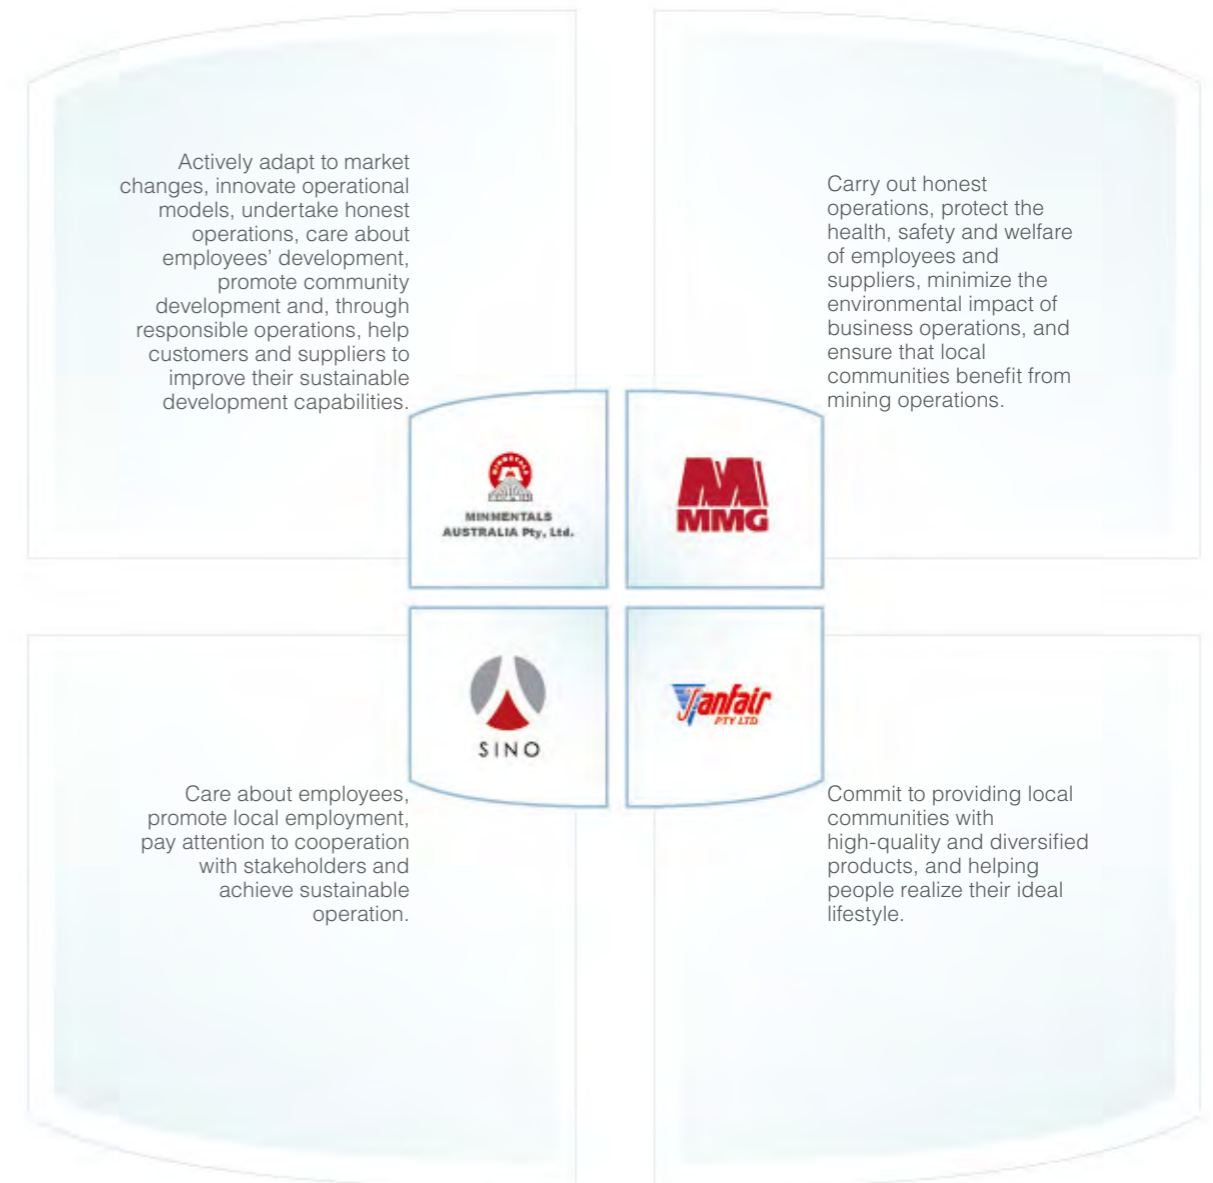 Actively adapt to market
changes, innovate operational
models, undertake honest
operations, care about
employees’ development,
promote community
development and, through
responsible operations, help
customers and suppliers to
improve their sustainable
development capabilities.
Carry out honest
operations, protect the
health, safety and welfare
of employees and
suppliers, minimize the
environmental impact of
business operations, and
ensure that local
communities benefit from
mining operations.
MINMETALS
MINMENTALS
AUSTRALIA Pty, Ltd.
MMG
SINO
Janfair
PTY LTD
Care about employees,
promote local employment,
pay attention to cooperation
with stakeholders and
achieve sustainable
operation.
Commit to providing local
communities with
high-quality and diversified
products, and helping
people realize their ideal
lifestyle.